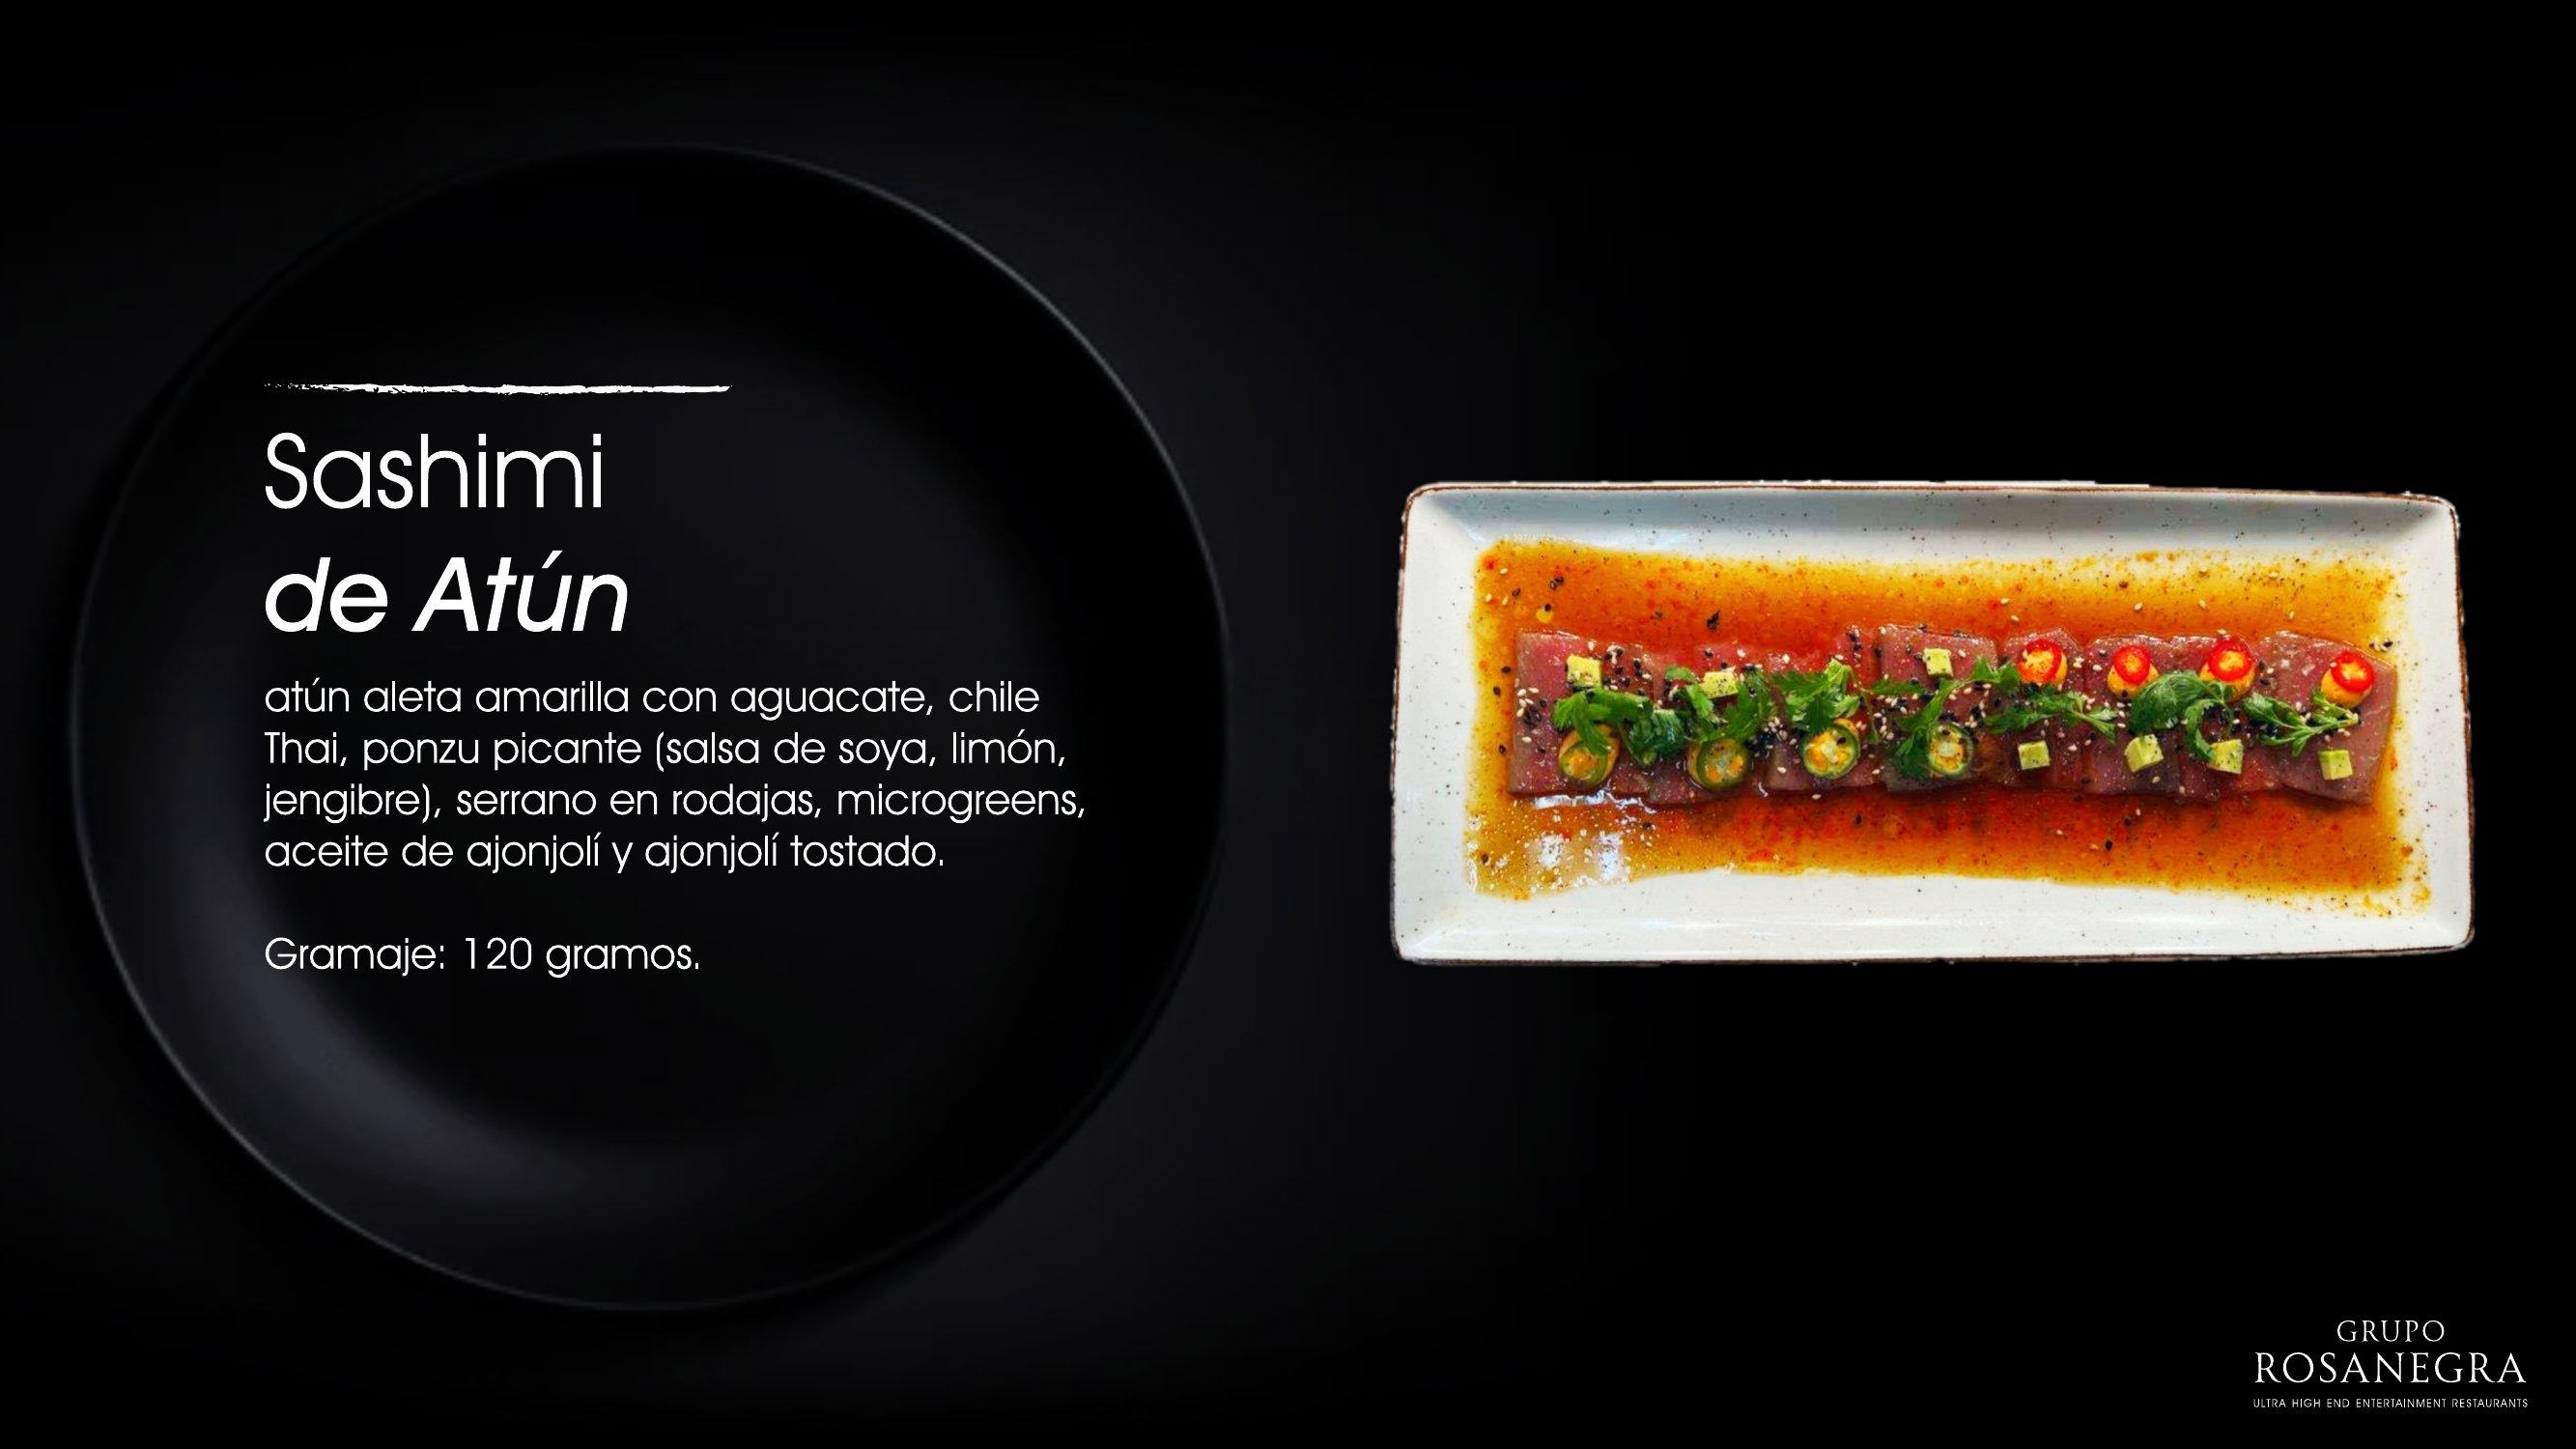 Sashimi
de Atún
atún aleta amarilla con aguacate, chile
Thai, ponzu picante (salsa de soya, limón,
jengibre), serrano en rodajas, microgreens,
aceite de ajonjolí y ajonjolí tostado.
Gramaje: 120 gramos.
GRUPO
ROSANEGRA
ULTRA HIGH END ENTERTAINMENT RESTAURANTS